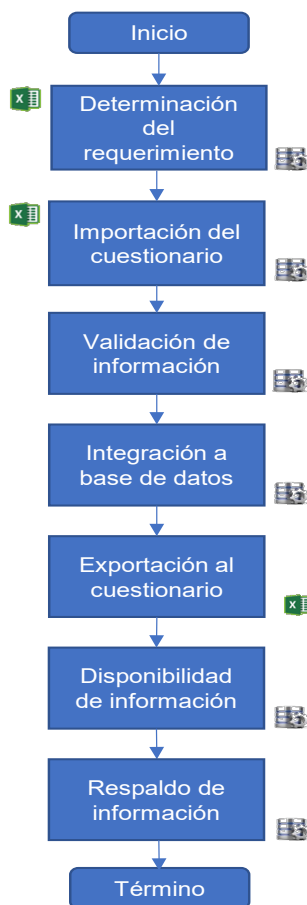 Inicio
Determinación
del
requerimiento
Importación del
cuestionario
Validación de
información
Integración a
base de datos
Exportación al
cuestionario
Disponibilidad
de información
Respaldo de
información
Término